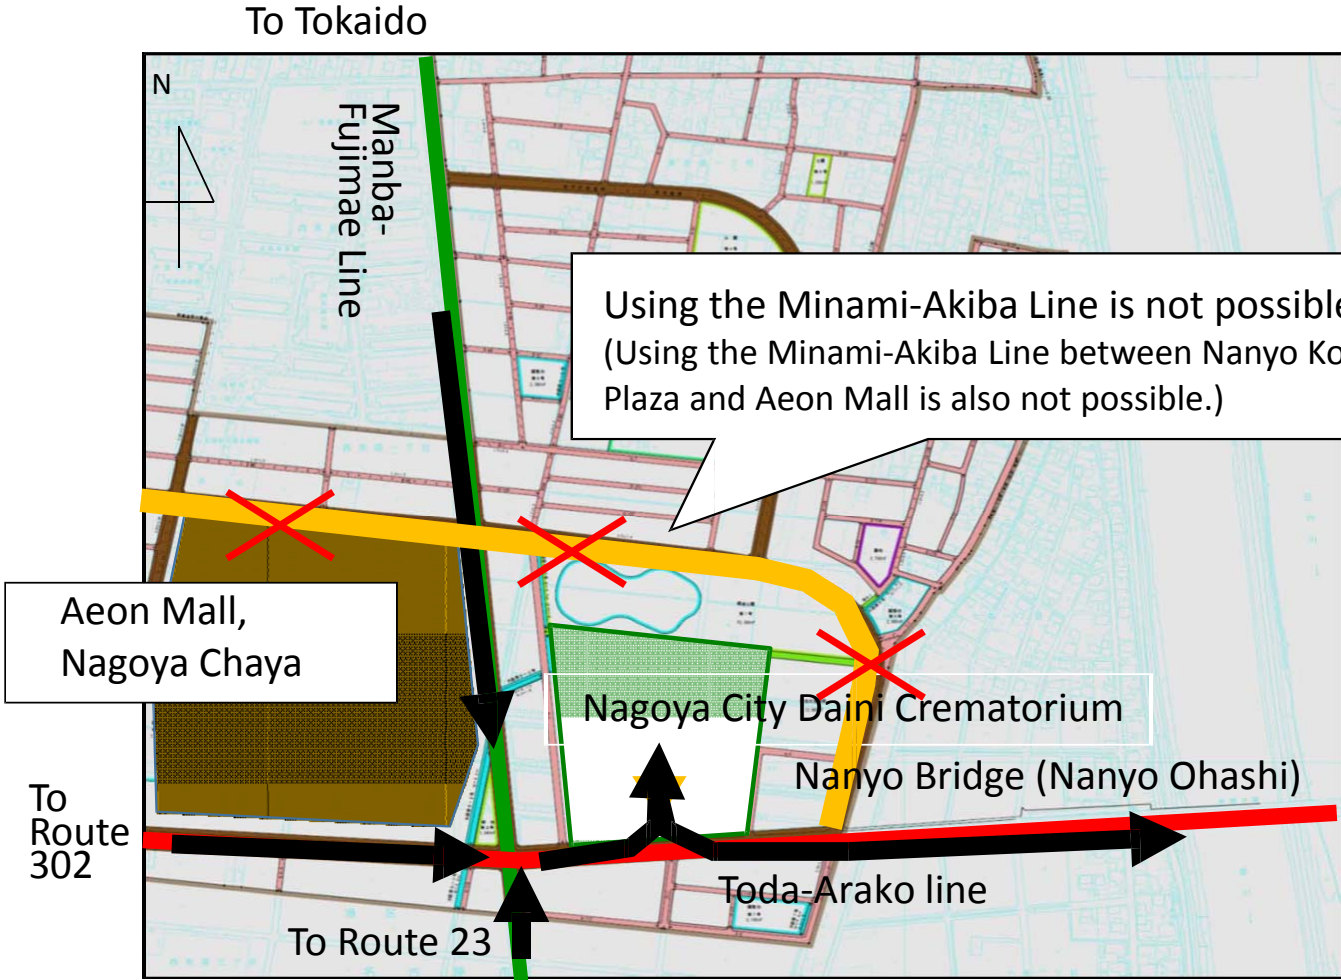 To Tokaido
N
Manba-
Fujimae Line
Using the Minami-Akiba Line is not possible
(Using the Minami-Akiba Line between Nanyo Ko
Plaza and Aeon Mall is also not possible.)
Aeon Mall,
Nagoya Chaya
Nagoya City Daini Crematorium
Nanyo Bridge (Nanyo Ohashi)
To
Route
302
Toda-Arako line
To Route 23